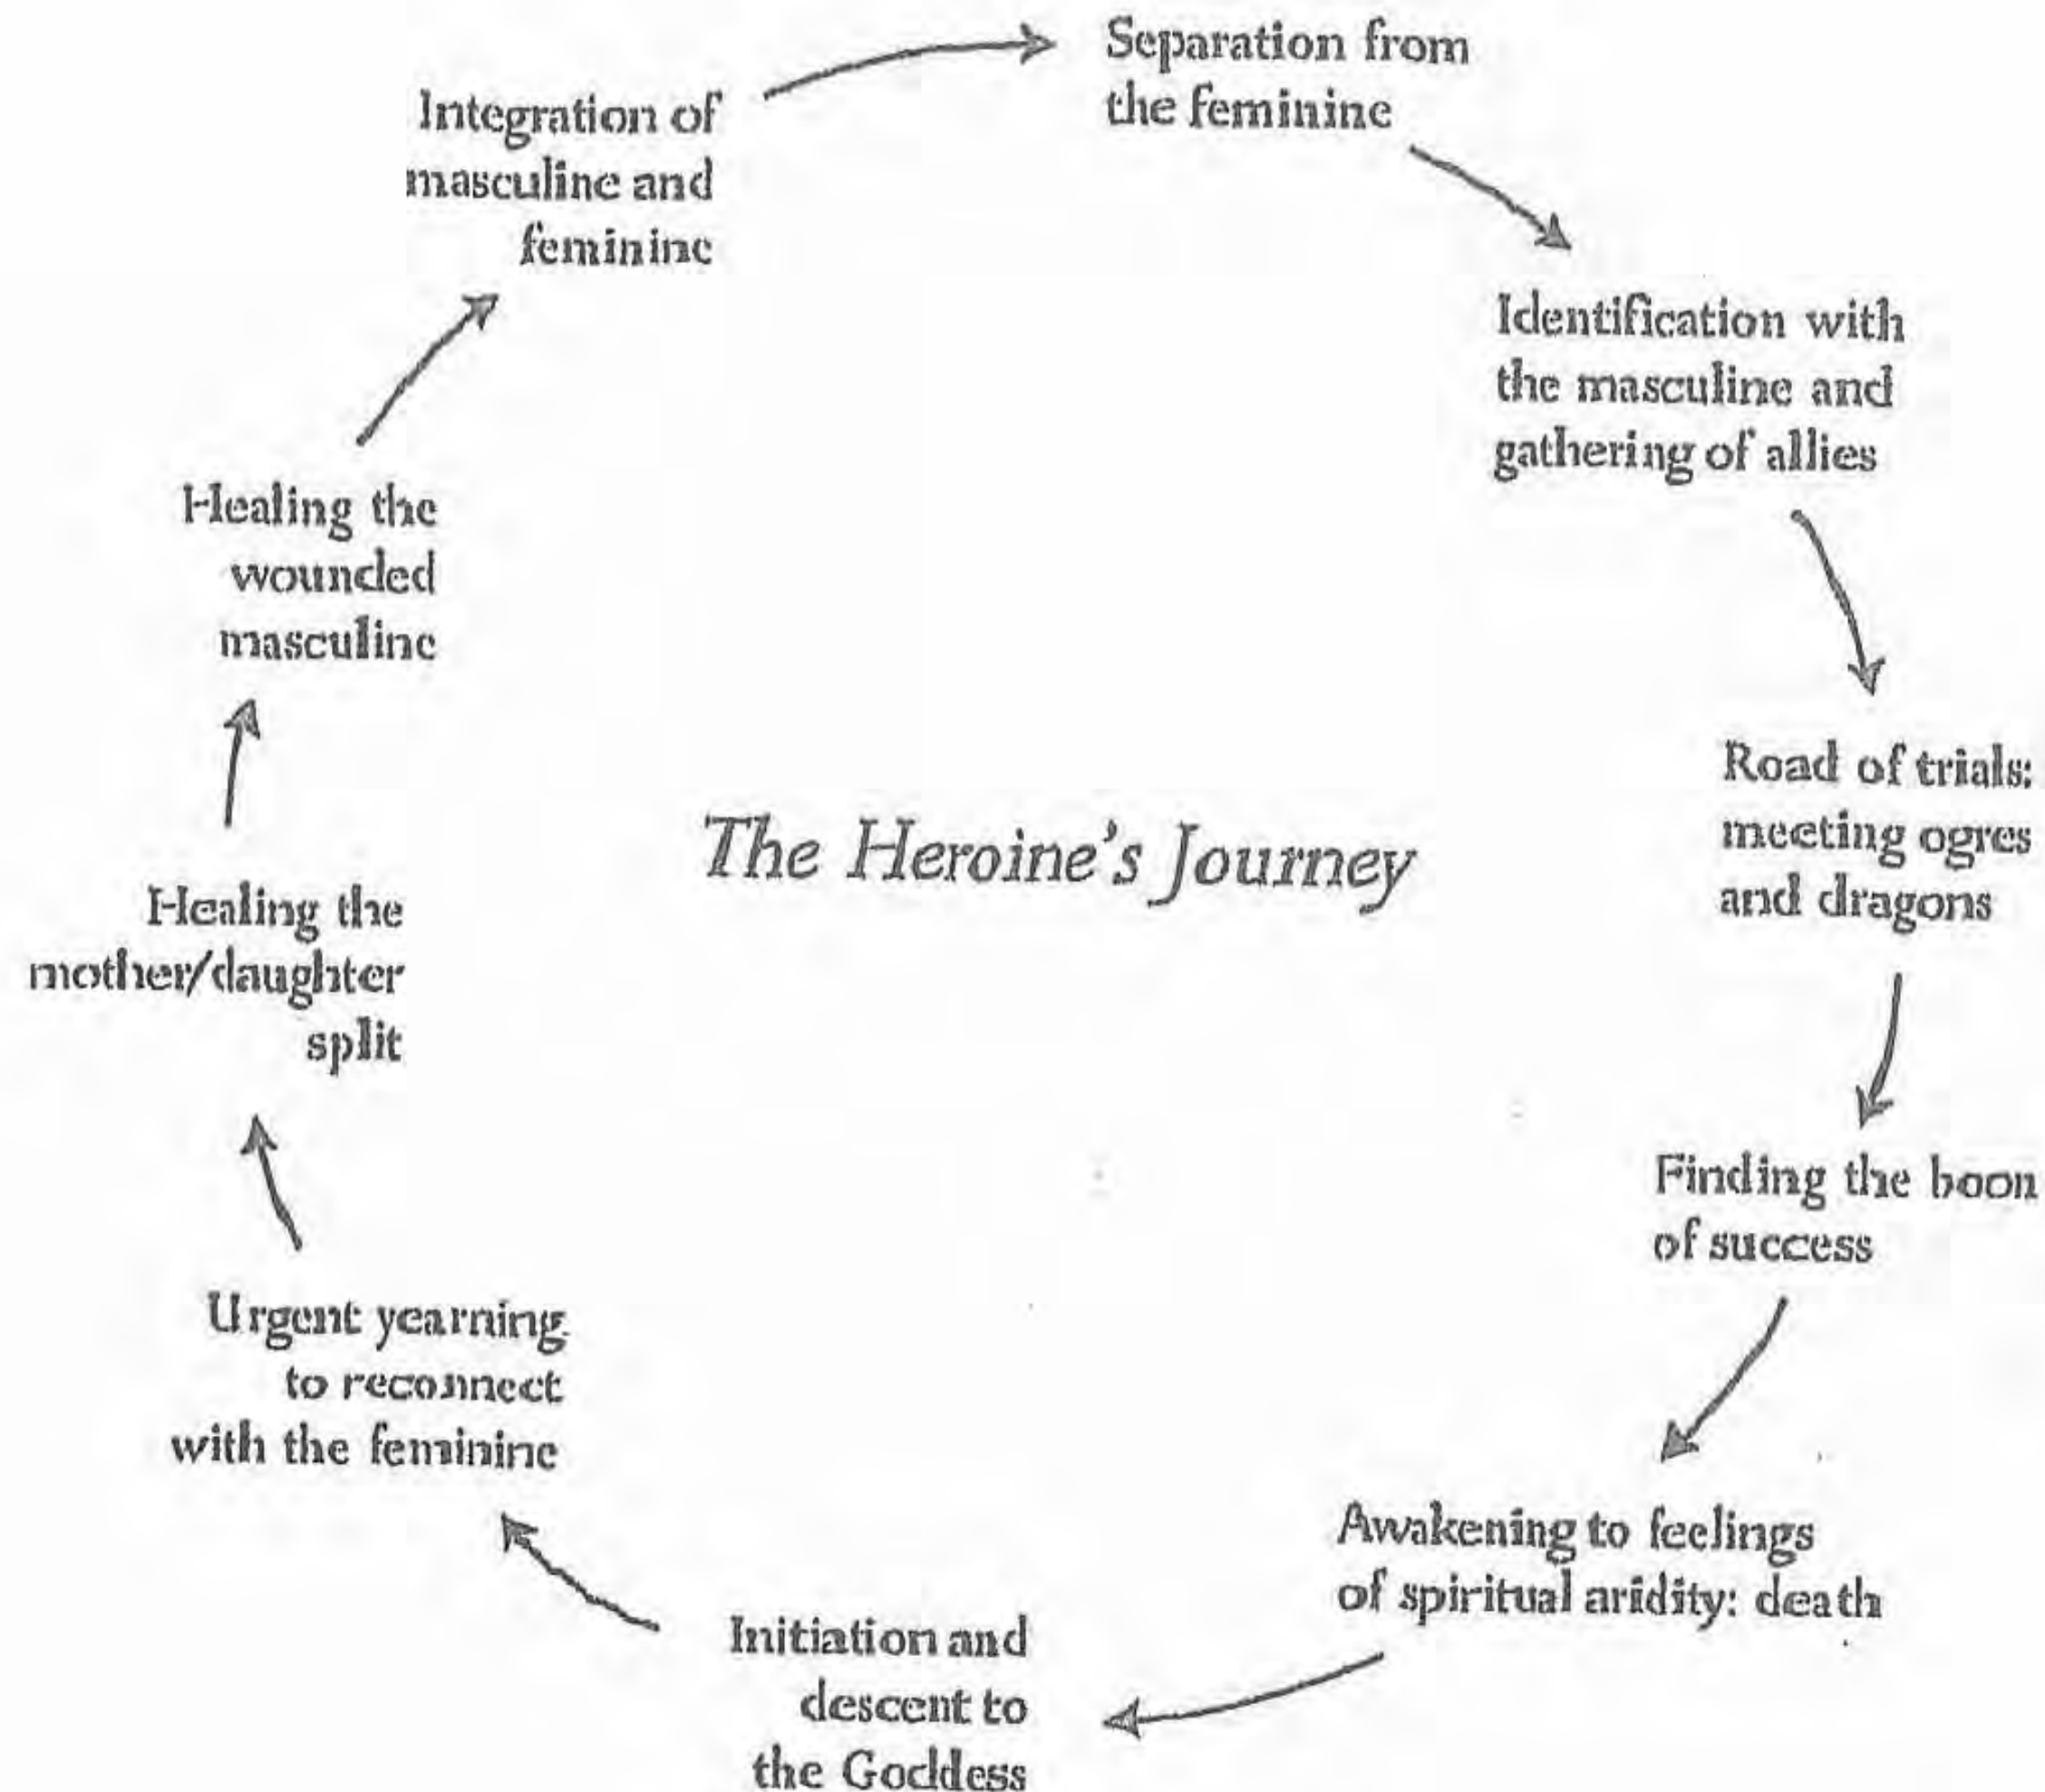 Separation from
the feminine
Identification with
the masculine and
gathering of allies
Road of trials:
meeting ogres
and dragons
Finding the boon
of success
Awakening to feelings
of spiritual aridity: death
Initiation and
descent to
the Goddess
Urgent yearning
to reconnect
with the feminine
Healing the
mother/daughter
split
Healing the
wounded
masculine
Integration of
masculine and
feminine
The Heroine's Journey